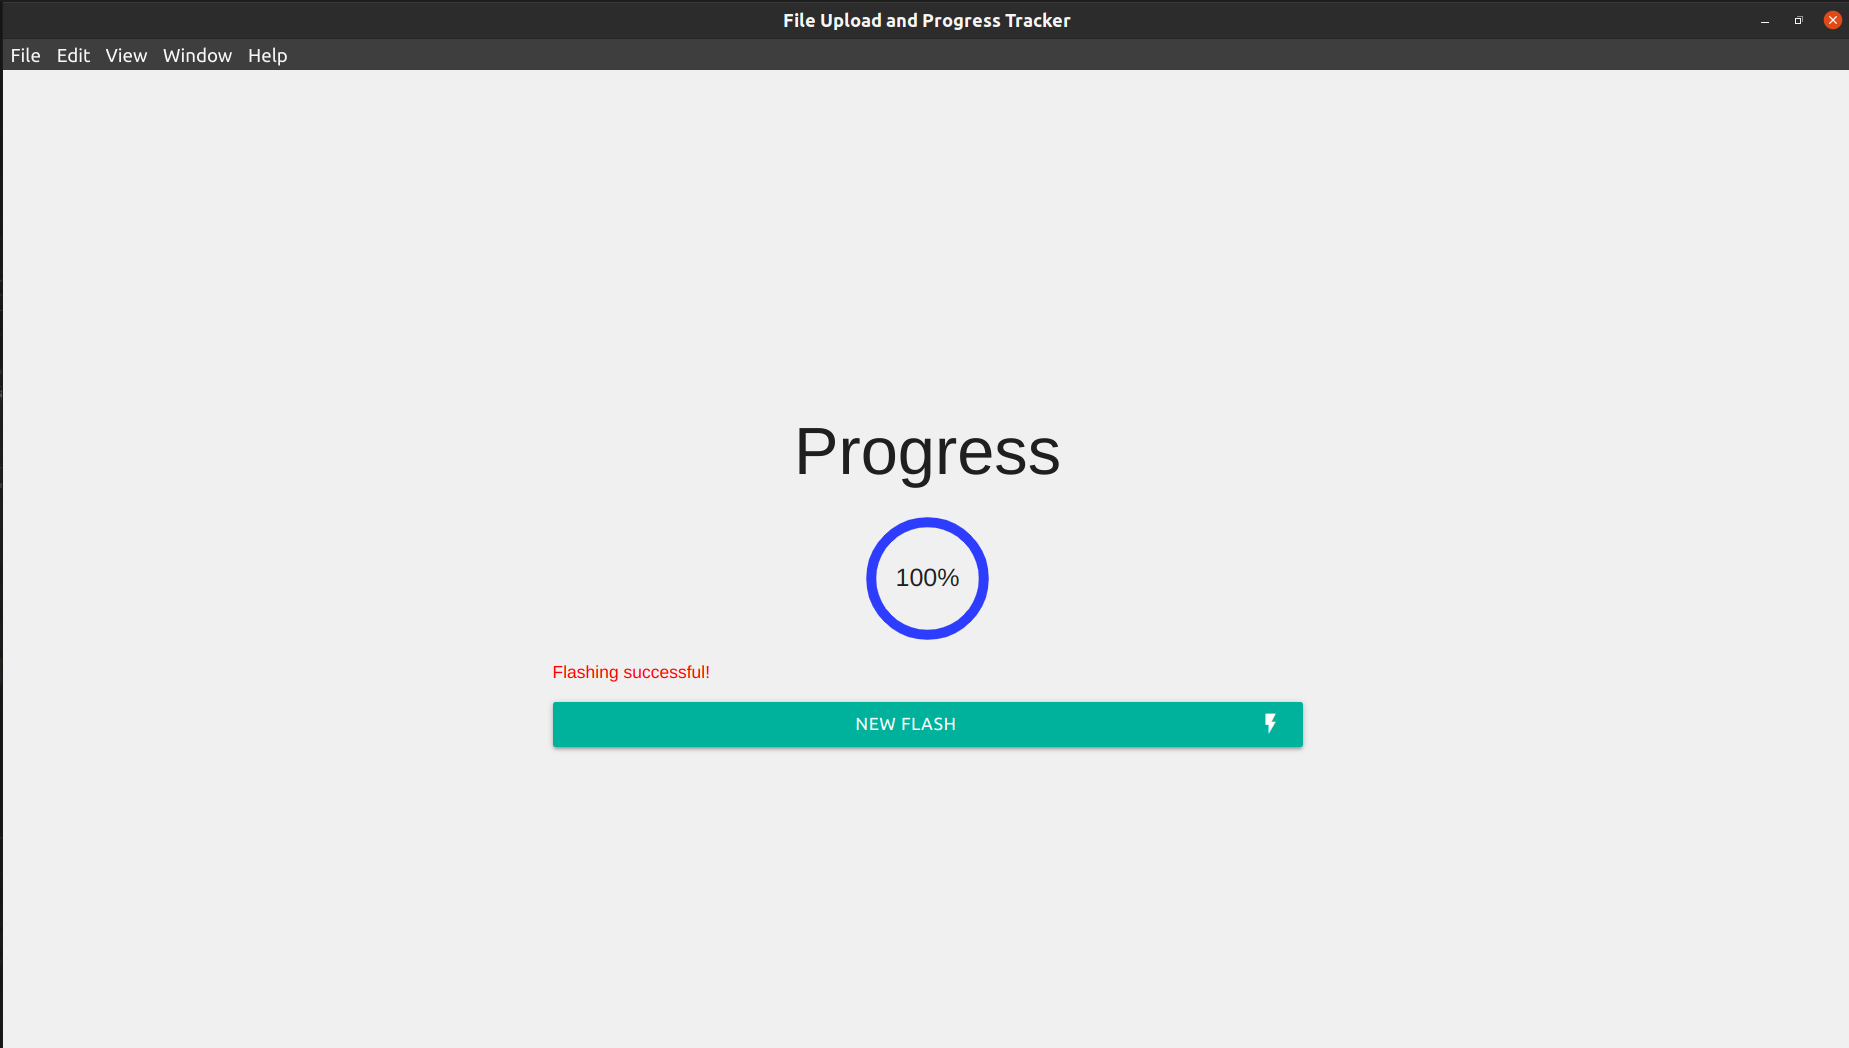 File Upload and Progress Tracker
File Edit View Window Help
Progress
100%
Flashing successful!
NEW FLASH